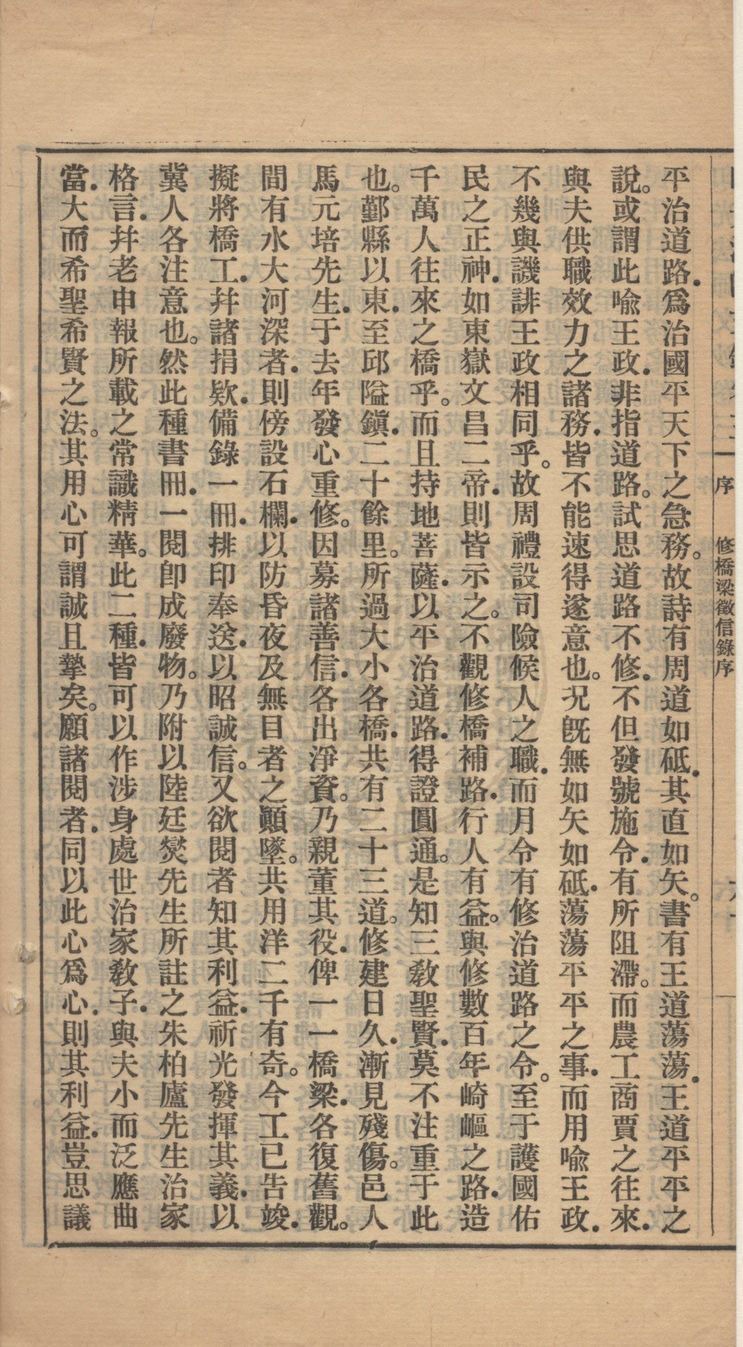 序　修橋梁徵信錄序
平治道路．爲治國平天下之急務。故詩有周道如砥．其直如矢。書有王道蕩蕩．王道平平之
說。或謂此喻王政．非指道路。試思道路不修．不但發號施令．有所阻滯。而農工商賈之往來．
與夫供職效力之諸務．皆不能速得遂意也。况旣無如矢如砥．蕩蕩平平之事．而用喻王政．
不幾與譏誹王政相同乎。故周禮設司險候人之職．而月令有修治道路之令。至于護國佑
民之正神．如東嶽文昌二帝．則皆示之。不觀修橋補路．行人有益。與修數百年崎嶇之路．造
千萬人往來之橋乎。而且持地菩薩．以平治道路．得證圓通。是知三敎聖賢．莫不注重于此
也。鄞縣以東．至邱隘鎭．二十餘里。所過大小各橋．共有二十三道。修建日久．漸見殘傷。邑人
馬元培先生．于去年發心重修。因募諸善信．各出淨資。乃親董其役．俾一一橋梁．各復舊觀。
間有水大河深者．則傍設石欄．以防昏夜及無目者之顚墜。共用洋二千有奇。今工已告竣．
擬將橋工．幷諸捐欵．備錄一冊．排印奉送．以昭誠信。又欲閱者知其利益．祈光發揮其義．以
冀人各注意也。然此種書冊．一閱卽成廢物。乃附以陸廷燮先生所註之朱柏廬先生治家
格言．幷老申報所載之常識精華。此二種．皆可以作涉身處世治家敎子．與夫小而泛應曲
當．大而希聖希賢之法。其用心可謂誠且摯矣。願諸閱者．同以此心爲心．則其利益．豈思議